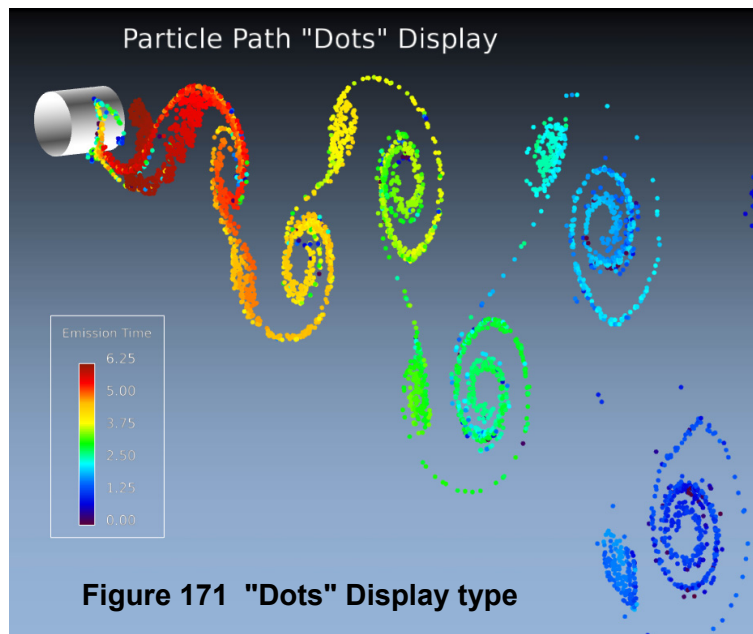 Particle Path "Dots" Display
Emission Time
6.25
5.00
3.75
2.50
1.25
0.00
Figure 171 "Dots" Display type